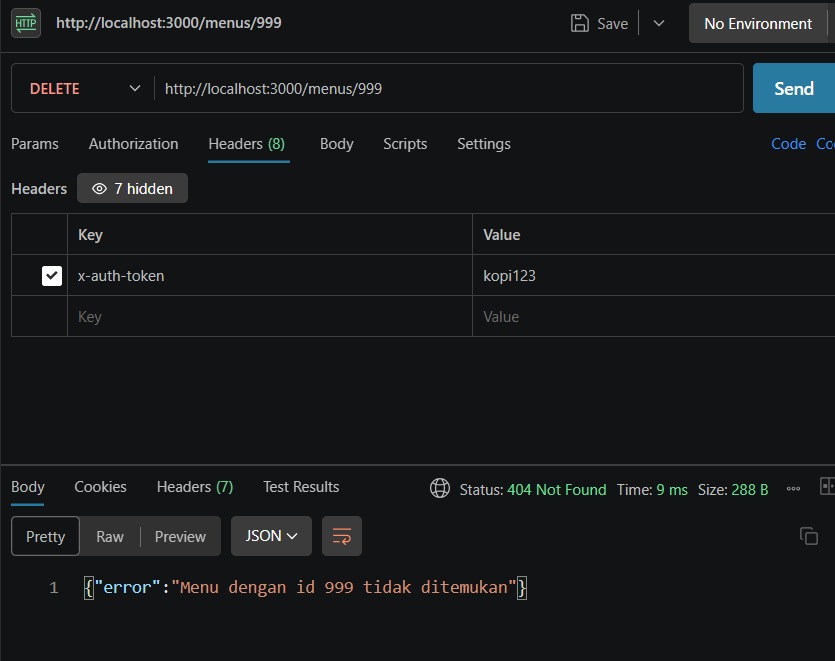 HTTP http://localhost:3000/menus/999 Save No Environment
DELETE http://localhost:3000/menus/999 Send
Params Authorization Headers (8) Body Scripts Settings Code
Headers 7 hidden
Key Value
x-auth-token kopi123
Key Value
Body Cookies Headers (7) Test Results Status: 404 Not Found Time: 9 ms Size: 288 B
Pretty Raw Preview JSON
1 {"error":"Menu dengan id 999 tidak ditemukan"}